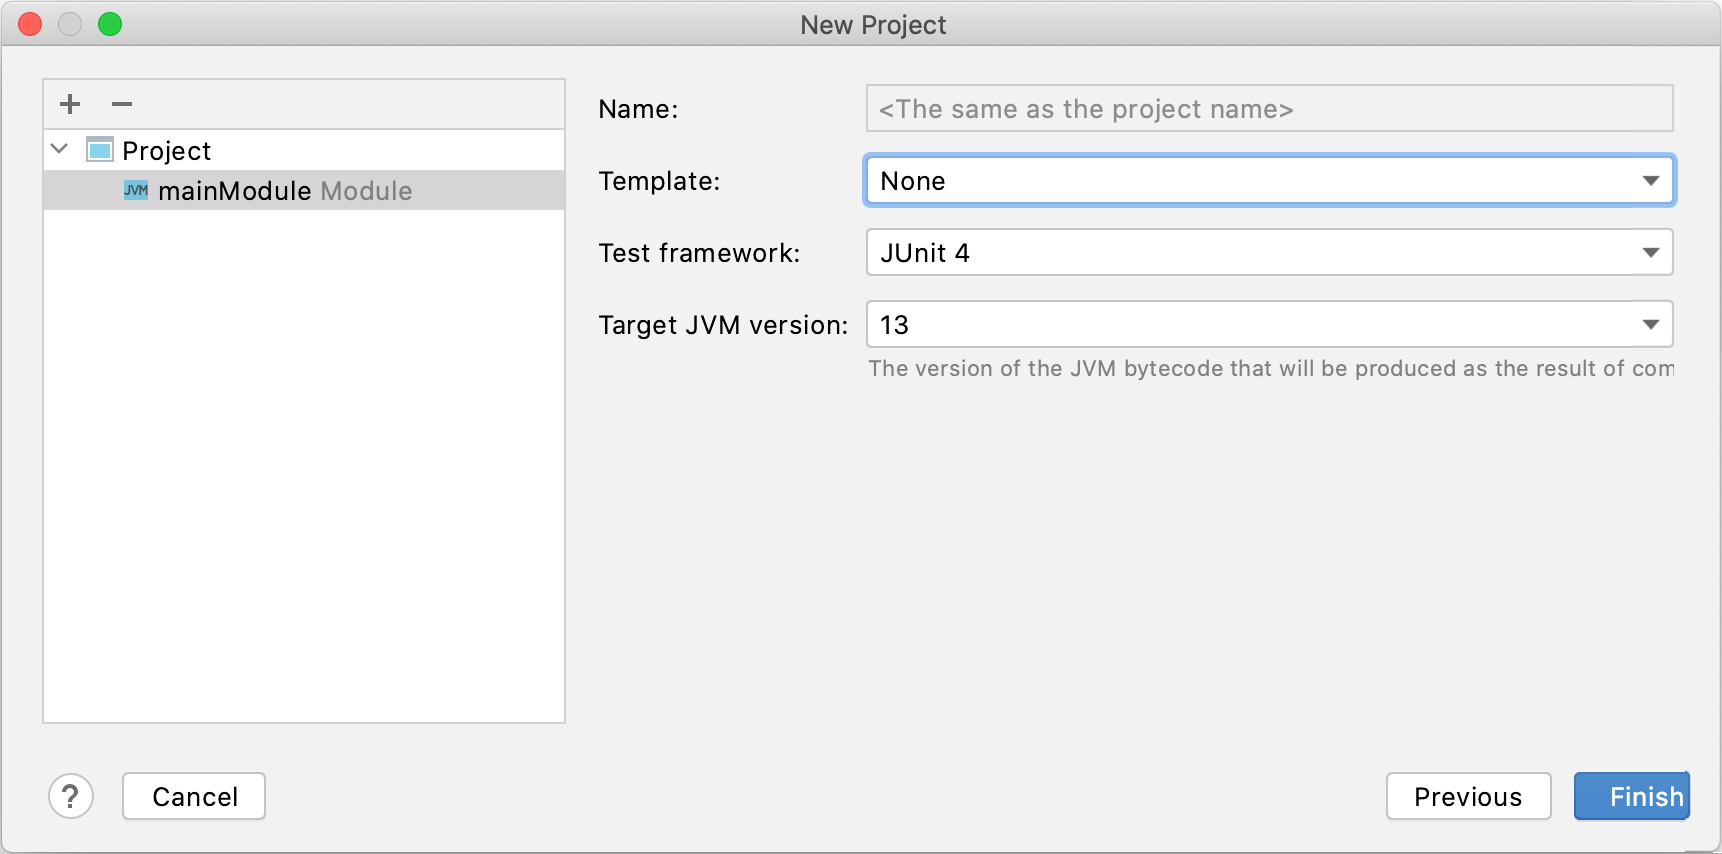 New Project
Name: <The same as the project name>
Project
Template: None
JVM mainModule Module
Test framework: JUnit 4
Target JVM version: 13
The version of the JVM bytecode that will be produced as the result of com
? Cancel Previous Finish